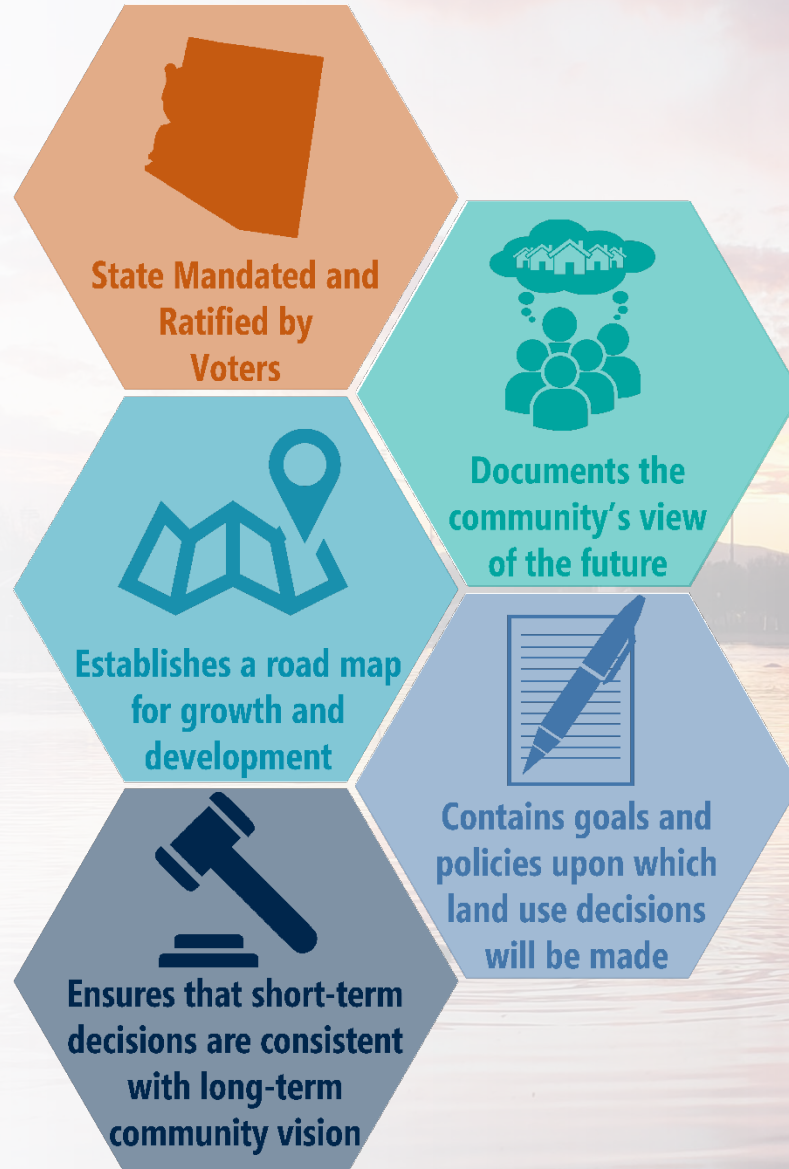 State Mandated and
Ratified by
Voters
Documents the
community’s view
of the future
Establishes a road map
for growth and
development
Contains goals and
policies upon which
land use decisions
will be made
Ensures that short-term
decisions are consistent
with long-term
community vision